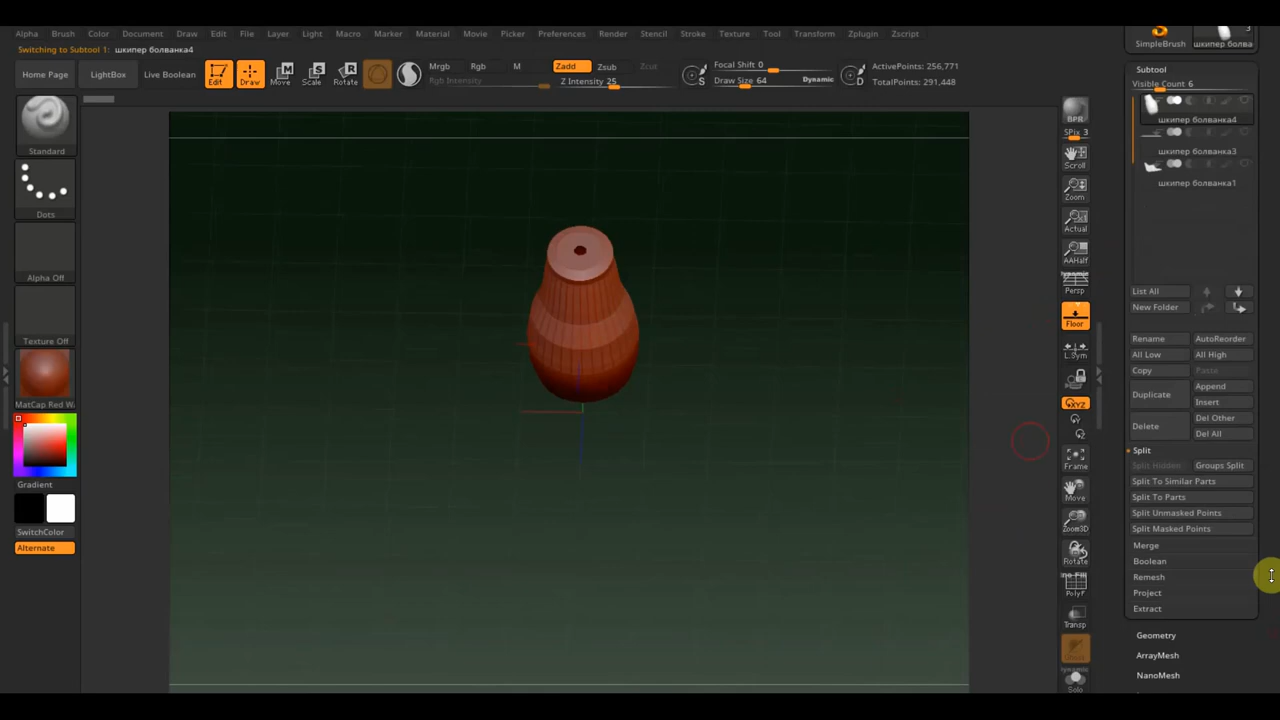 Alpha Brush Color Document Draw Edit File Layer Light Macro Marker Material Movie Picker Preferences Render Stencil Stroke Texture Tool Transform Zplugin Zscript
Switching to Subtool 1: шкипер болванка4
Home Page
LightBox
Live Boolean
Edit
Draw
Move
Scale
Rotate
Mrgb Rgb M
Rgb Intensity
Zadd Zsub Zcut
Z Intensity 25
Focal Shift 0
Draw Size 64 Dynamic
ActivePoints: 256,771
TotalPoints: 291,448
Standard
Dots
Alpha Off
Texture Off
MatCap Red W
Gradient
SwitchColor
Alternate
BPR
SPix 3
Scroll
Zoom
Actual
AAHalf
Dynamic
Persp
Floor
L.Sym
XYZ
Frame
Move
Zoom3D
Rotate
PolyF
Transp
Dynamic
Solo
SimpleBrush
3
шкипер болва
Subtool
Visible Count 6
шкипер болванка4
шкипер болванка3
шкипер болванка1
List All
New Folder
Rename AutoReorder
All Low All High
Copy Paste
Duplicate Append
Insert
Delete Del Other
Del All
Split
Split Hidden Groups Split
Split To Similar Parts
Split To Parts
Split Unmasked Points
Split Masked Points
Merge
Boolean
Remesh
Project
Extract
Geometry
ArrayMesh
NanoMesh